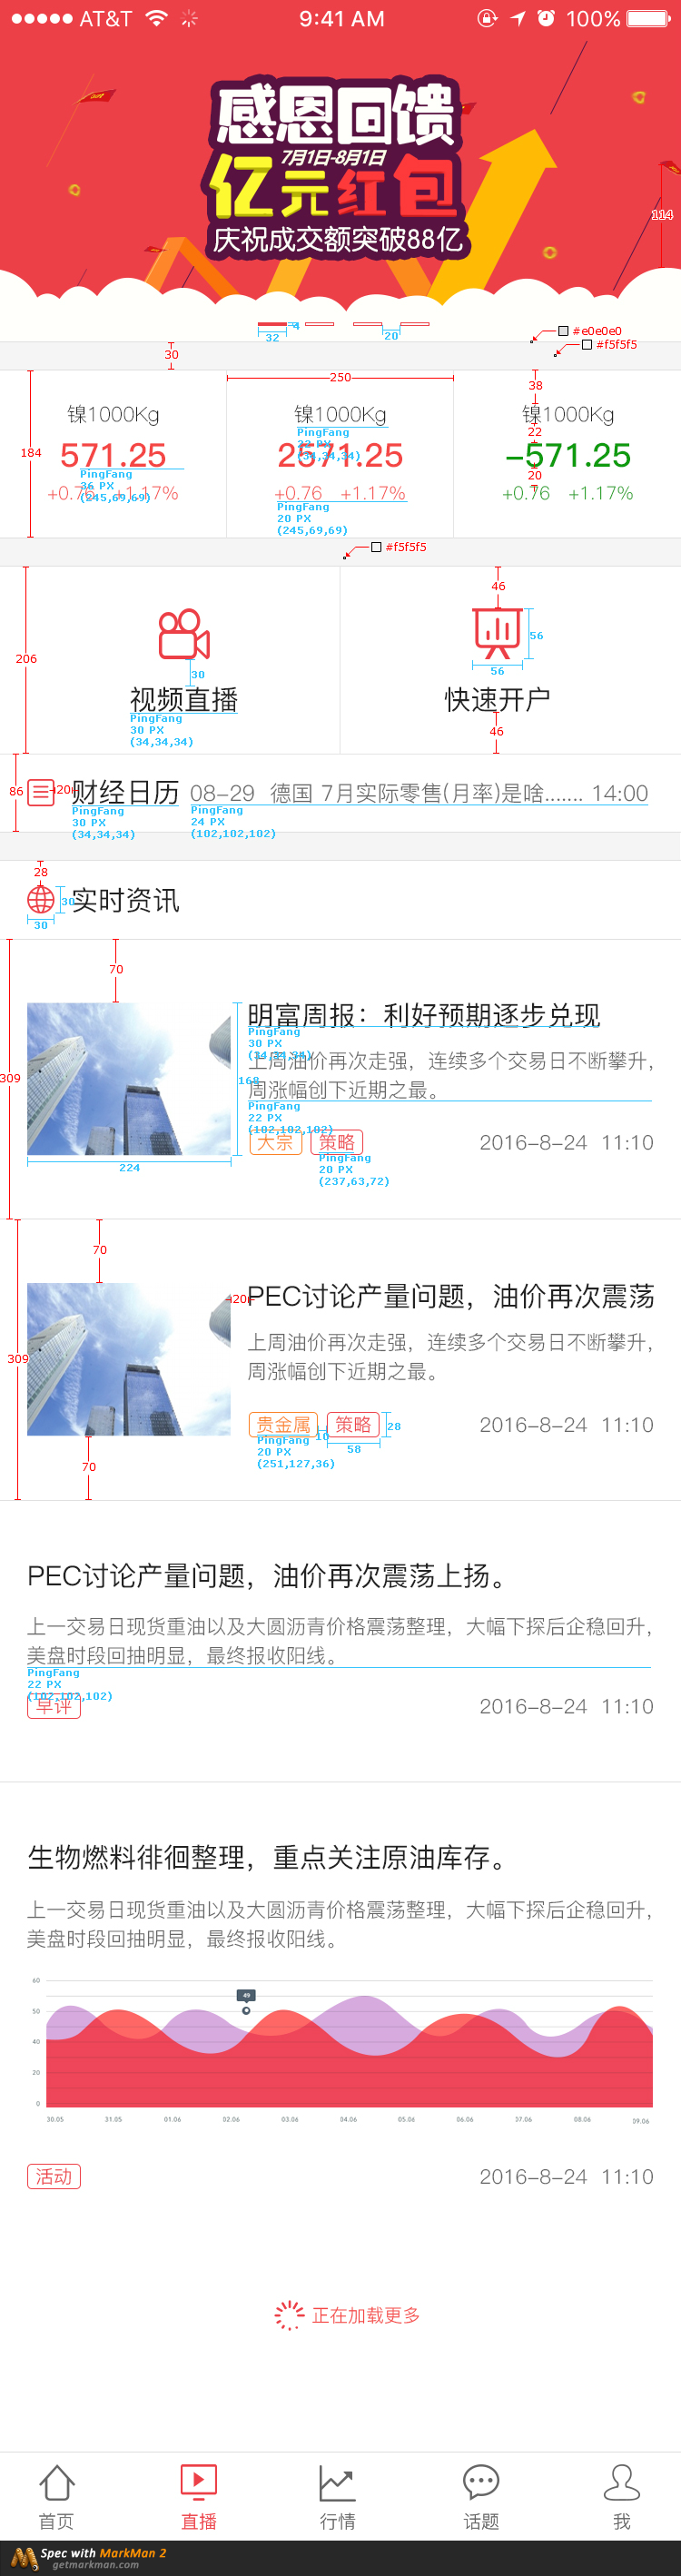 AT&T 9:41 AM 100%
感恩回馈
7月1日-8月1日
亿元红包
庆祝成交额突破88亿
114
4
32
20
#e0e0e0
#f5f5f5
30
250
38
镍1000Kg
镍1000Kg
镍1000Kg
PingFang
22 PX
(34,34,34)
22
184
571.25
2571.25
-571.25
PingFang
36 PX
(245,69,69)
20
+0.76 +1.17%
+0.76 +1.17%
+0.76 +1.17%
PingFang
20 PX
(245,69,69)
#f5f5f5
46
206
56
56
30
视频直播
快速开户
PingFang
30 PX
(34,34,34)
46
86
20
财经日历 08-29 德国 7月实际零售(月率)是啥....... 14:00
PingFang
30 PX
(34,34,34)
PingFang
24 PX
(102,102,102)
28
30
实时资讯
30
70
明富周报：利好预期逐步兑现
PingFang
30 PX
(34,34,34)
上周油价再次走强，连续多个交易日不断攀升，
周涨幅创下近期之最。
309
168
PingFang
22 PX
(102,102,102)
大宗 策略 2016-8-24 11:10
PingFang
20 PX
(237,63,72)
224
70
20
PEC讨论产量问题，油价再次震荡
上周油价再次走强，连续多个交易日不断攀升，
周涨幅创下近期之最。
309
贵金属 策略 2016-8-24 11:10
28
10
58
PingFang
20 PX
(251,127,36)
70
PEC讨论产量问题，油价再次震荡上扬。
上一交易日现货重油以及大圆沥青价格震荡整理，大幅下探后企稳回升，
美盘时段回抽明显，最终报收阳线。
PingFang
22 PX
(102,102,102)
早评 2016-8-24 11:10
生物燃料徘徊整理，重点关注原油库存。
上一交易日现货重油以及大圆沥青价格震荡整理，大幅下探后企稳回升，
美盘时段回抽明显，最终报收阳线。
60
49
50
40
20
0
30.05 31.05 01.06 02.06 03.06 04.06 05.06 06.06 07.06 08.06 09.06
活动 2016-8-24 11:10
正在加载更多
首页 直播 行情 话题 我
Spec with MarkMan 2
getmarkman.com